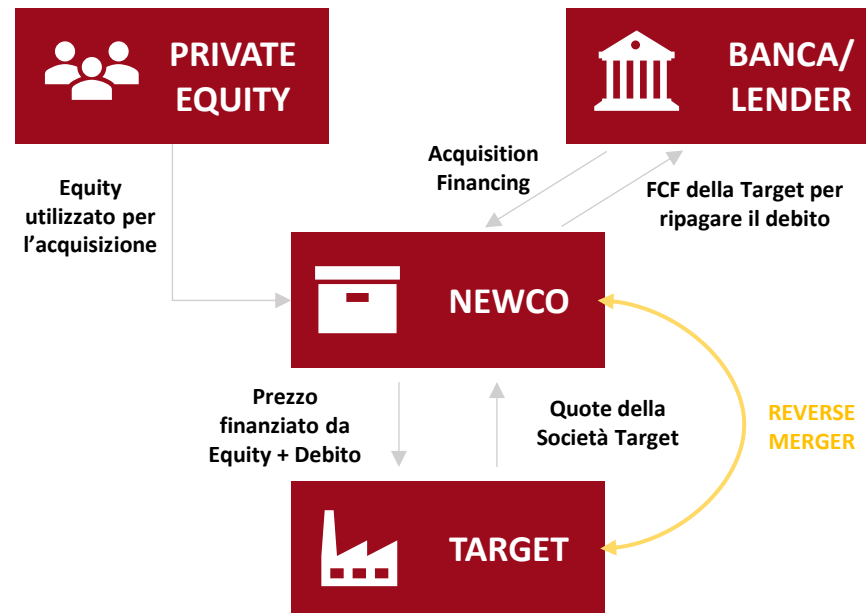 PRIVATE
EQUITY
BANCA/
LENDER
Equity
utilizzato per
l’acquisizione
Acquisition
Financing
FCF della Target per
ripagare il debito
NEWCO
Prezzo
finanziato da
Equity + Debito
Quote della
Società Target
REVERSE
MERGER
TARGET